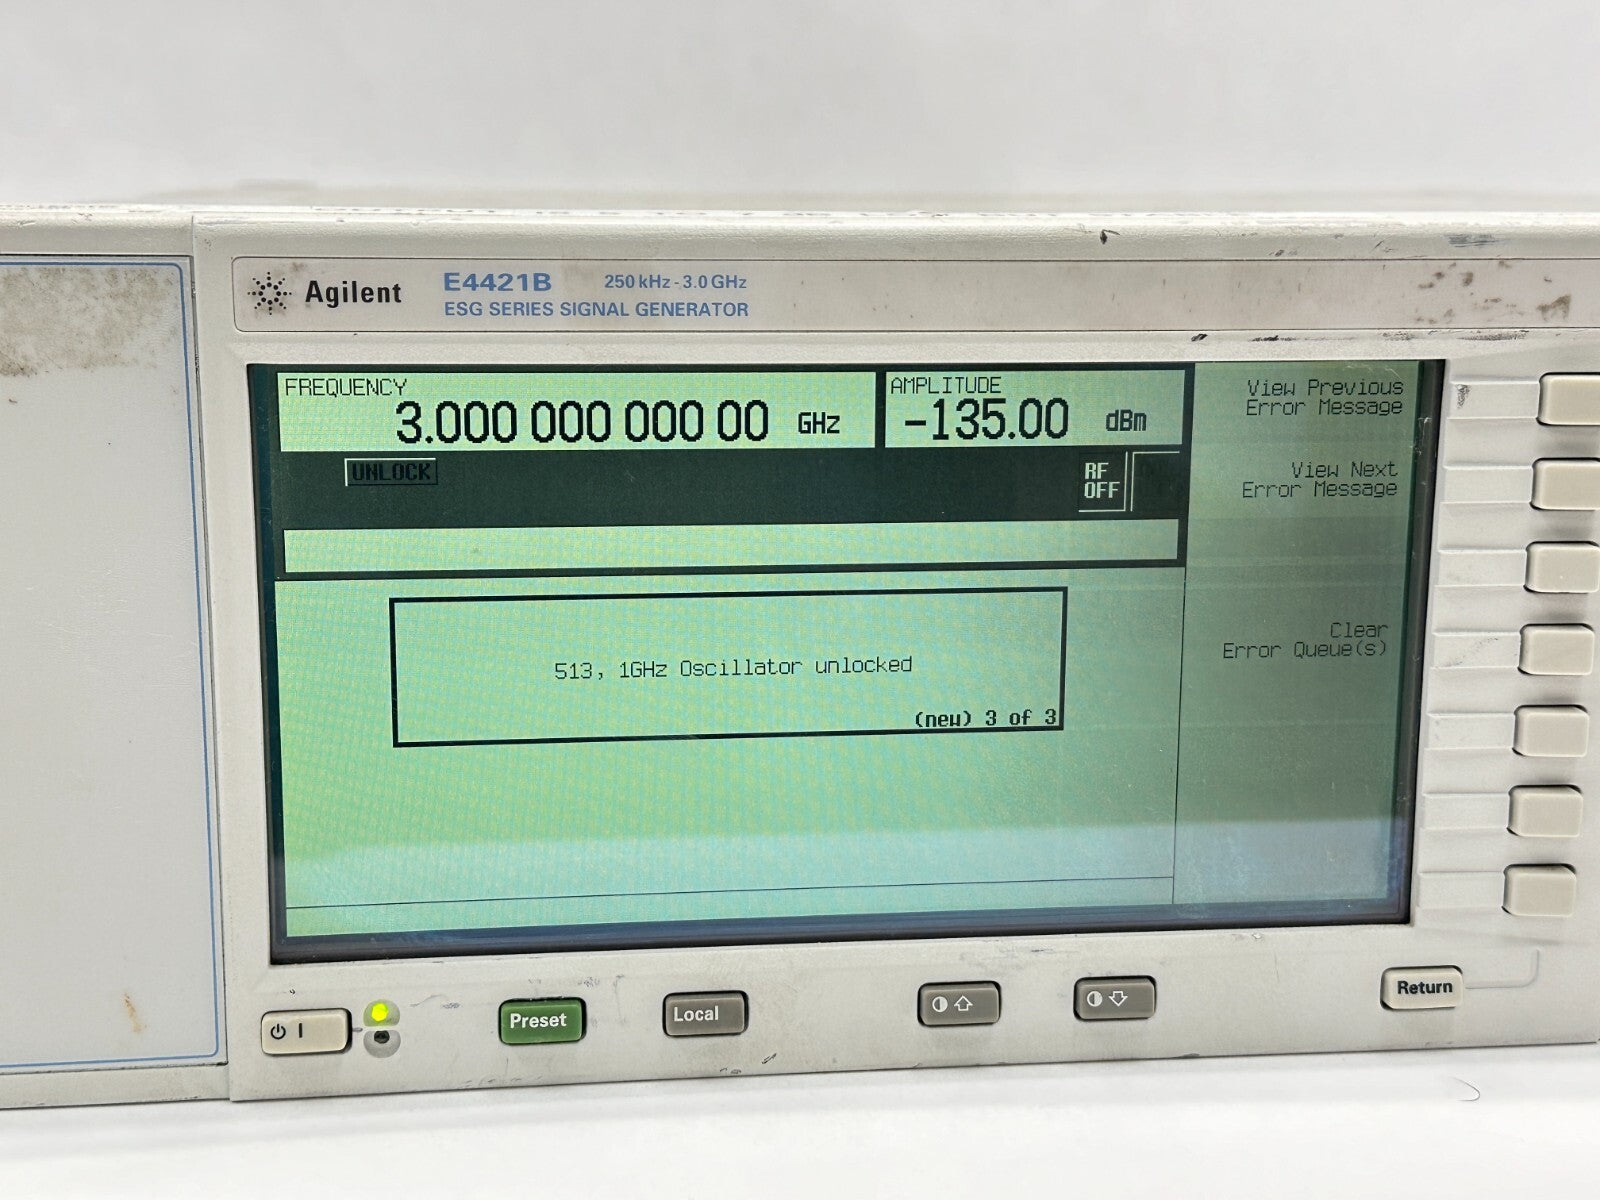 Agilent
E4421B 250 kHz - 3.0 GHz
ESG SERIES SIGNAL GENERATOR
FREQUENCY
3.000 000 000 00 GHz
AMPLITUDE
-135.00 dBm
UNLOCK
RF
OFF
View Previous
Error Message
View Next
Error Message
Clear
Error Queue(s)
513, 1GHz Oscillator unlocked
(new) 3 of 3
Preset
Local
Return